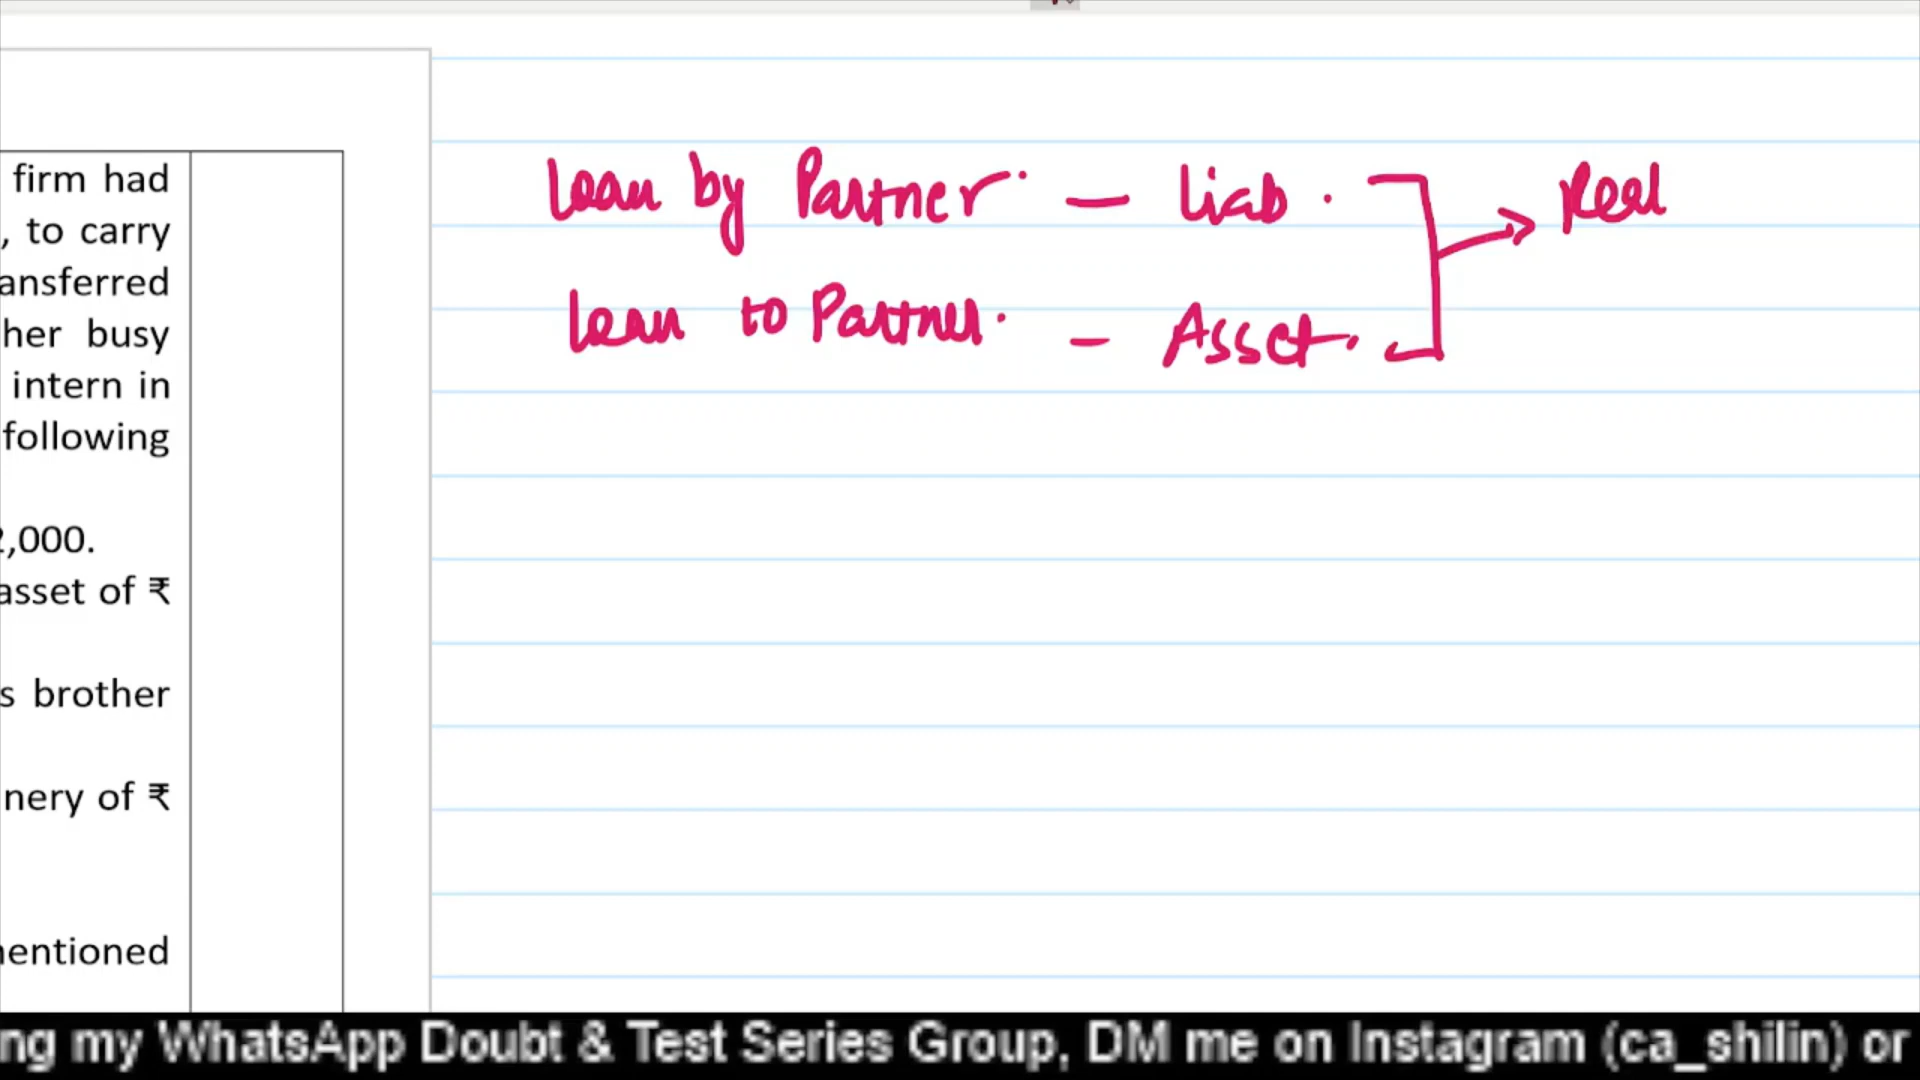 firm had
, to carry
ansferred
her busy
intern in
following
2,000.
asset of ₹
s brother
nery of ₹
nentioned
Loan by Partner. — Liab.
Loan to Partner. - Asset.
Real
ng my WhatsApp Doubt & Test Series Group, DM me on Instagram (ca_shilin) or